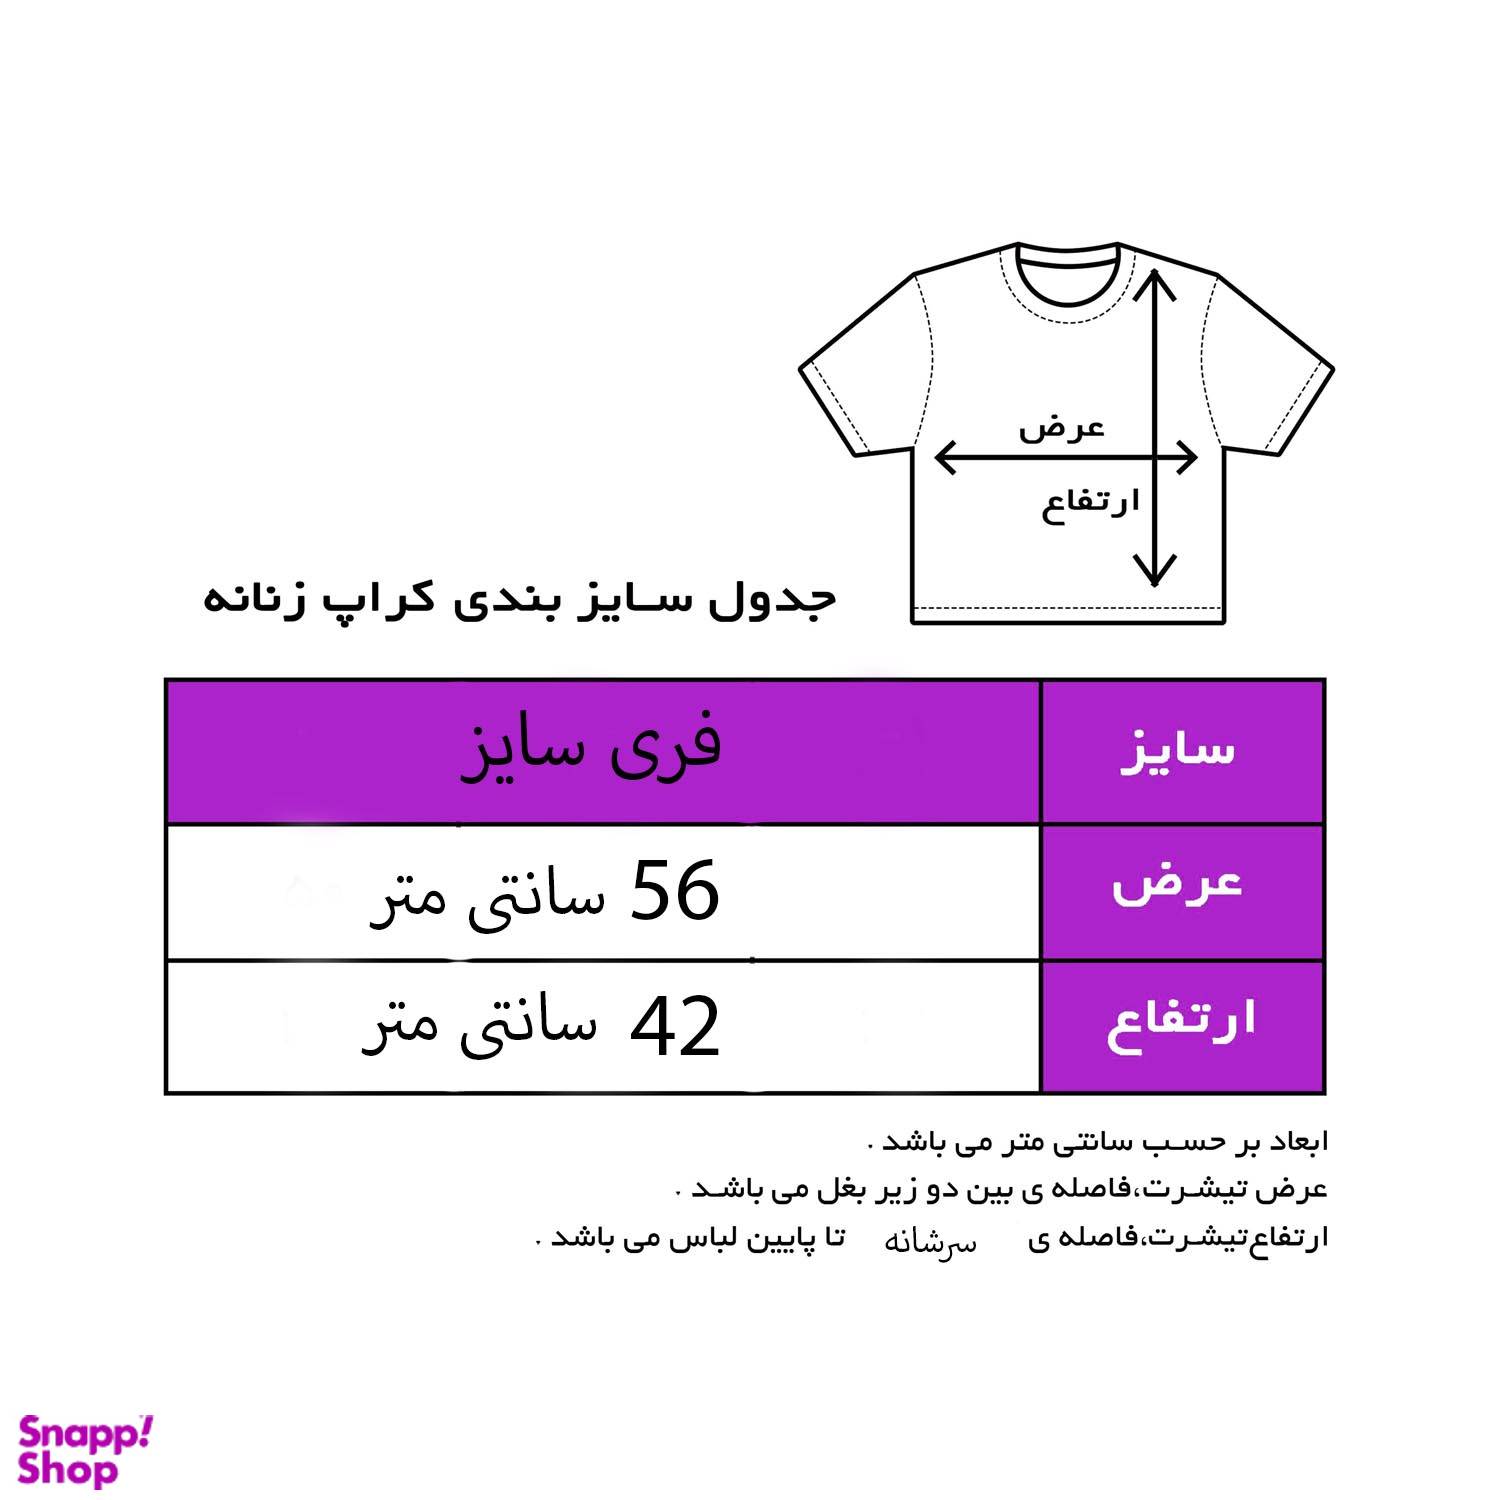 عرض
ارتفاع
جدول سایز بندی کراپ زنانه
سایز فری سایز
عرض 56 سانتی متر
ارتفاع 42 سانتی متر
ابعاد بر حسب سانتی متر می باشد .
عرض تیشرت،فاصله ی بین دو زیر بغل می باشد .
ارتفاع‌تیشرت،فاصله ی سرشانه تا پایین لباس می باشد .
Snapp!
Shop